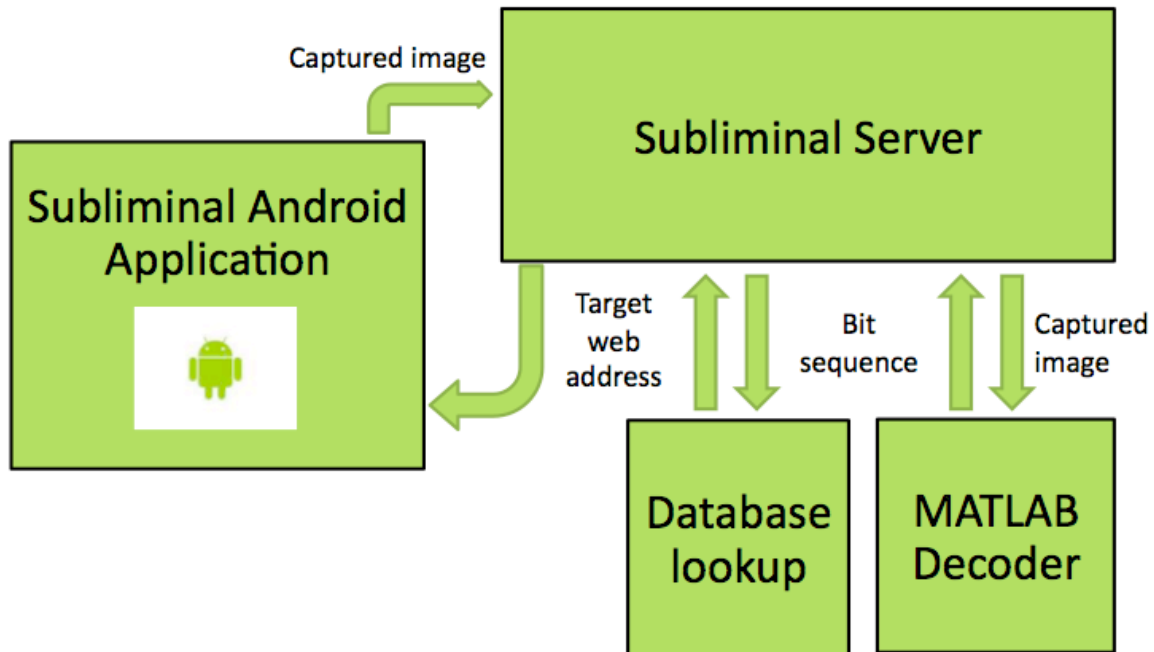 Captured image
Subliminal Server
Subliminal Android
Application
Target
web
address
Bit
sequence
Captured
image
Database
lookup
MATLAB
Decoder